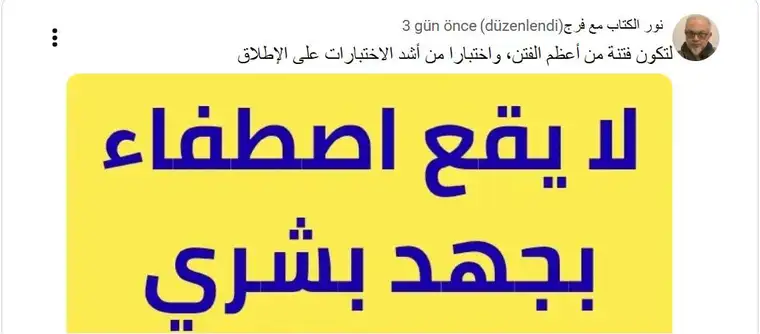 نور الكتاب مع فرج 3 gün önce (düzenlendi)
لتكون فتنة من أعظم الفتن، واختبارا من أشد الاختبارات على الإطلاق
لا يقع اصطفاء
بجهد بشري